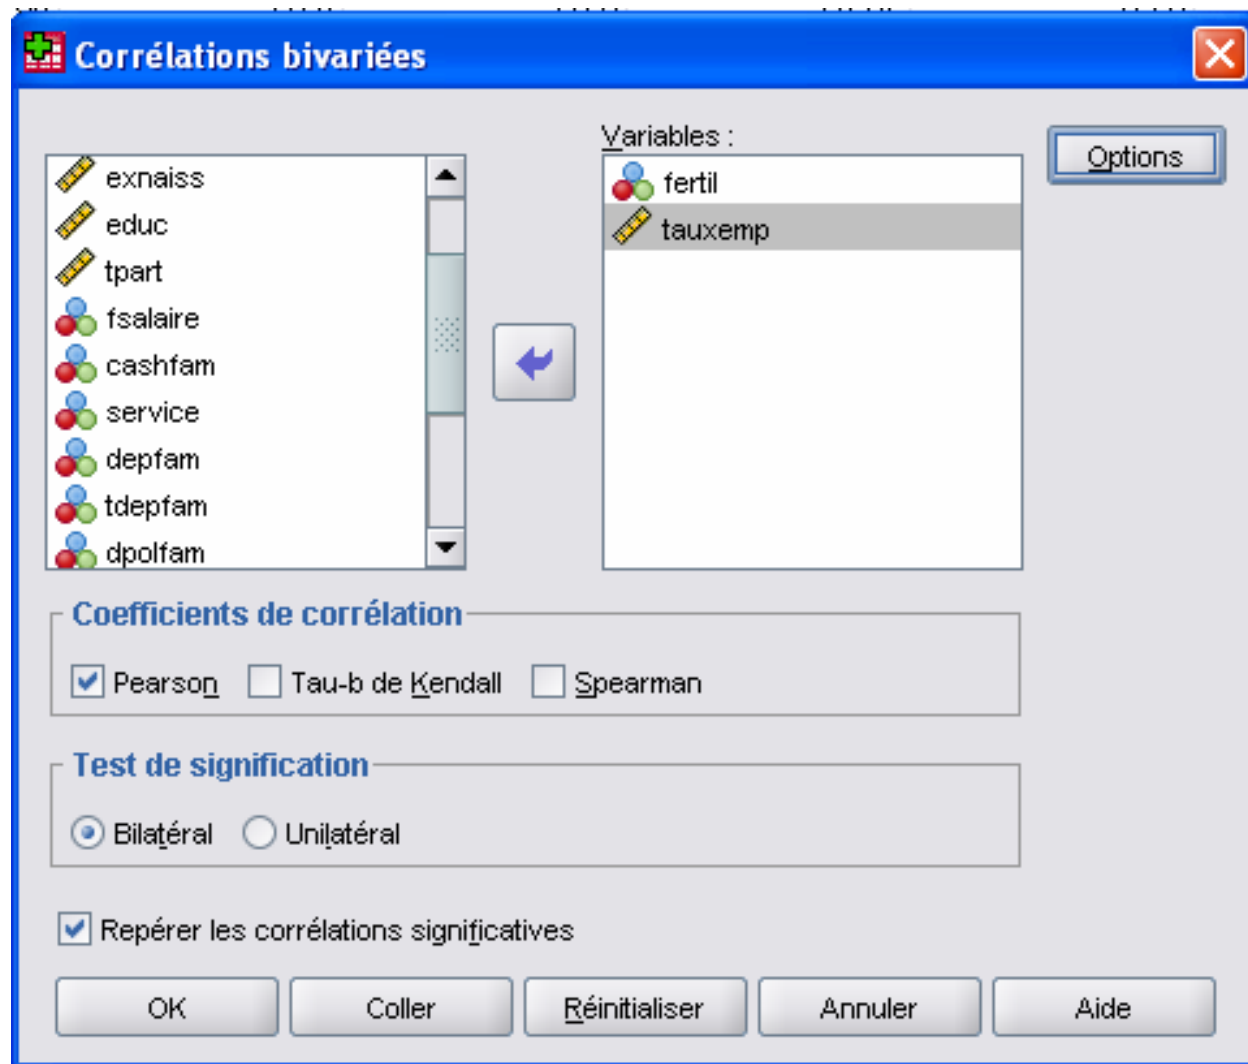 Corrélations bivariées
Variables :
exnaiss
educ
tpart
fsalaire
cashfam
service
depfam
tdepfam
dpolfam
fertil
tauxemp
Options
Coefficients de corrélation
Pearson Tau-b de Kendall Spearman
Test de signification
Bilatéral Unilatéral
Repérer les corrélations significatives
OK Coller Réinitialiser Annuler Aide